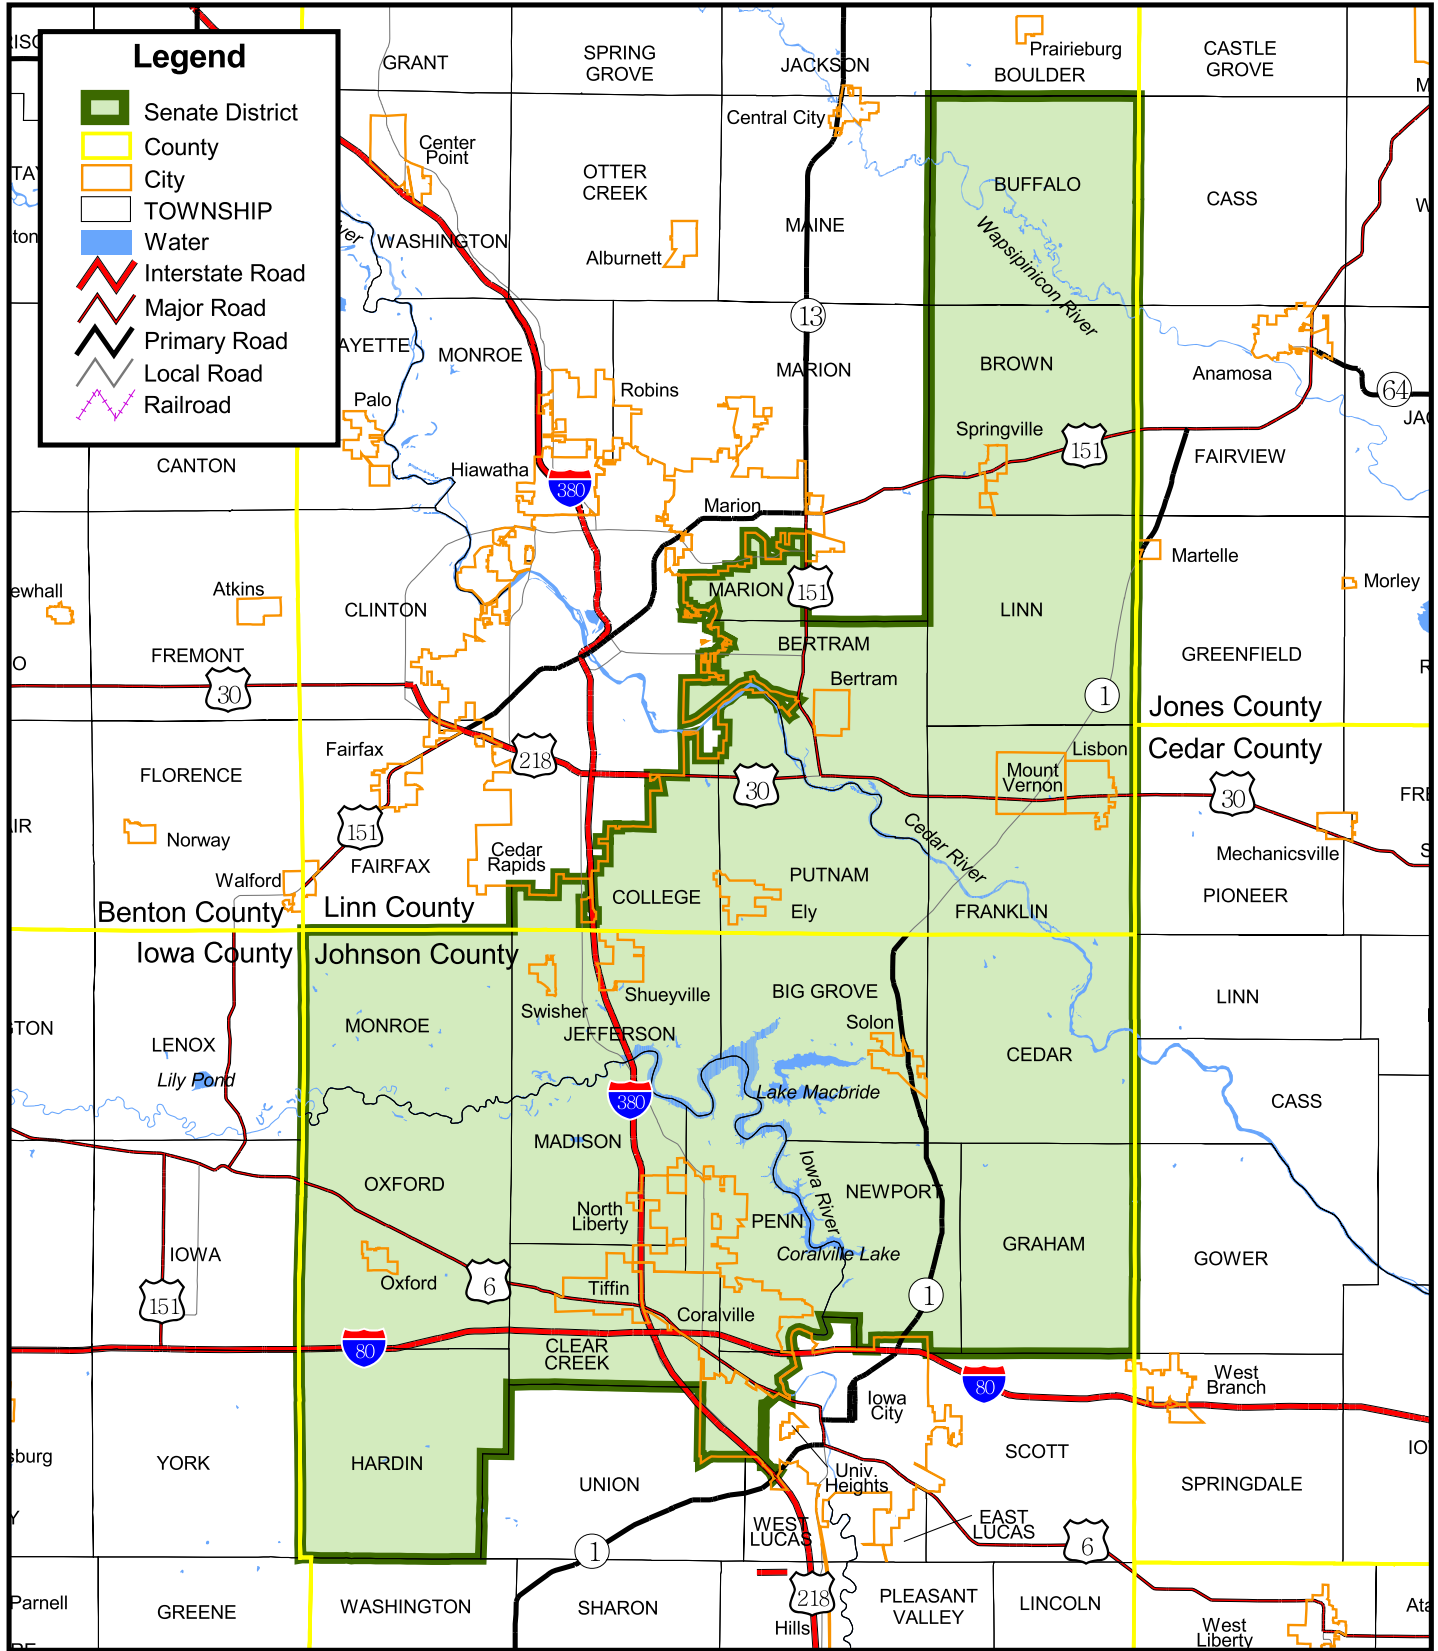 Legend
Senate District
County
City
TOWNSHIP
Water
Interstate Road
Major Road
Primary Road
Local Road
Railroad
GRANT
SPRING
GROVE
JACKSON
Prairieburg
BOULDER
CASTLE
GROVE
Central City
Center
Point
OTTER
CREEK
BUFFALO
CASS
MAINE
WASHINGTON
Alburnett
Wapsipinicon River
13
AYETTE
MONROE
MARION
BROWN
Anamosa
64
Palo
Robins
Springville
151
FAIRVIEW
CANTON
Hiawatha
380
Marion
Martelle
ewhall
Atkins
CLINTON
MARION
151
LINN
Morley
BERTRAM
FREMONT
GREENFIELD
30
Bertram
1
Jones County
Fairfax
218
Lisbon
Cedar County
FLORENCE
30
Mount
Vernon
30
Norway
151
Cedar River
Mechanicsville
FAIRFAX
Cedar
Rapids
PUTNAM
Walford
COLLEGE
PIONEER
Benton County
Linn County
Ely
FRANKLIN
Iowa County
Johnson County
Swisher
Shueyville
BIG GROVE
LINN
MONROE
JEFFERSON
Solon
LENOX
CEDAR
Lily Pond
380
Lake Macbride
CASS
MADISON
OXFORD
Iowa River
NEWPORT
North
Liberty
PENN
IOWA
Coralville Lake
GRAHAM
GOWER
Oxford
6
Tiffin
151
Coralville
1
80
CLEAR
CREEK
80
West
Branch
Iowa
City
sburg
YORK
HARDIN
UNION
Univ.
Heights
SCOTT
SPRINGDALE
WEST
LUCAS
EAST
LUCAS
1
6
218
Parnell
GREENE
WASHINGTON
SHARON
Hills
PLEASANT
VALLEY
LINCOLN
West
Liberty